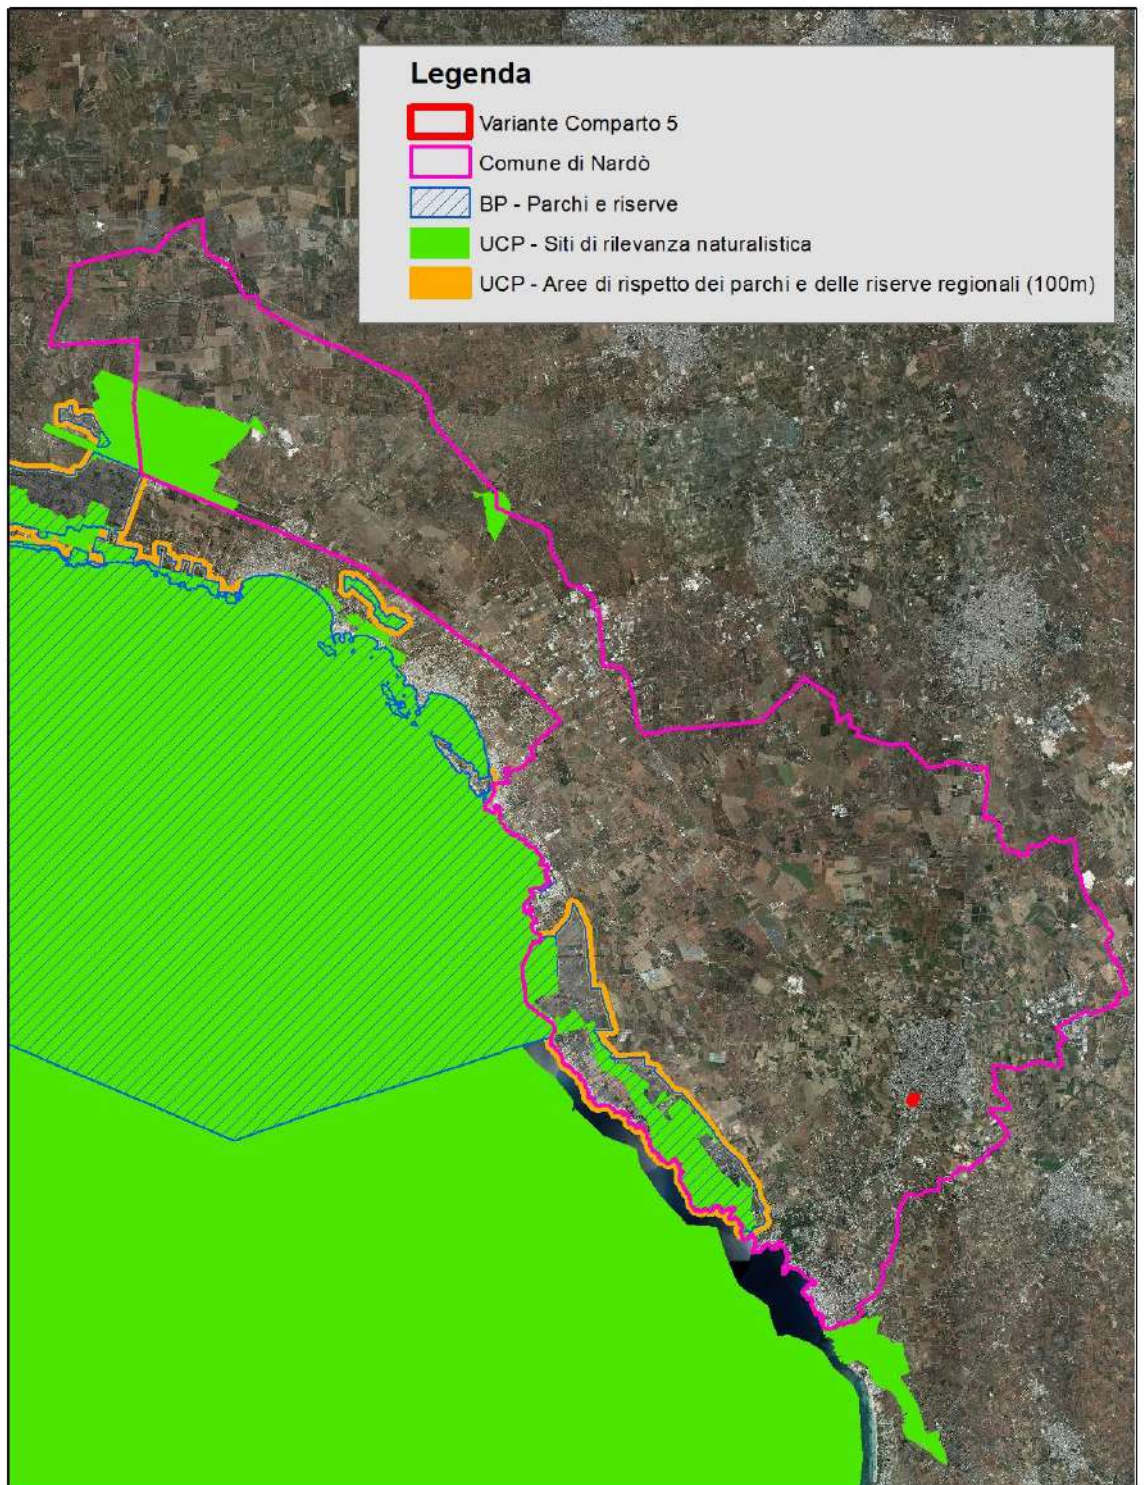 Legenda
Variante Comparto 5
Comune di Nardò
BP - Parchi e riserve
UCP - Siti di rilevanza naturalistica
UCP - Aree di rispetto dei parchi e delle riserve regionali (100m)